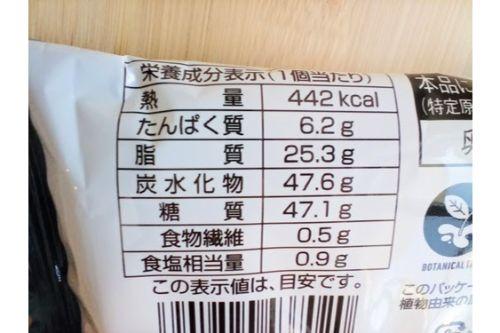 栄養成分表示(1個当たり)
熱量 442kcal
たんぱく質 6.2g
脂質 25.3g
炭水化物 47.6g
糖質 47.1g
食物繊維 0.5g
食塩相当量 0.9g
この表示値は、目安です。
本品に
(特定原
BOTANICAL
このパッケー
植物由来の